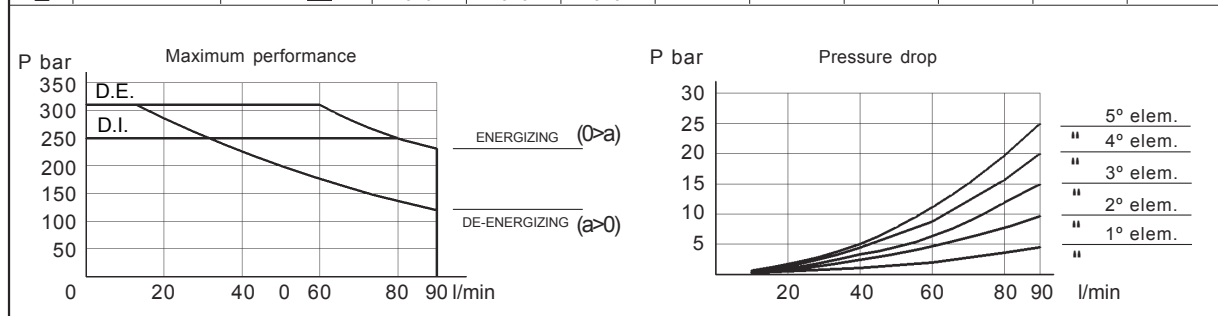 Maximum performance
P bar
350
300
250
200
150
100
50
D.E.
D.I.
0 20 40 0 60 80 90 l/min
ENERGIZING (0>a)
DE-ENERGIZING (a>0)
Pressure drop
P bar
30
25
20
15
10
5
20 40 60 80 90 l/min
5º elem.
" 4º elem.
" 3º elem.
" 2º elem.
" 1º elem.
"